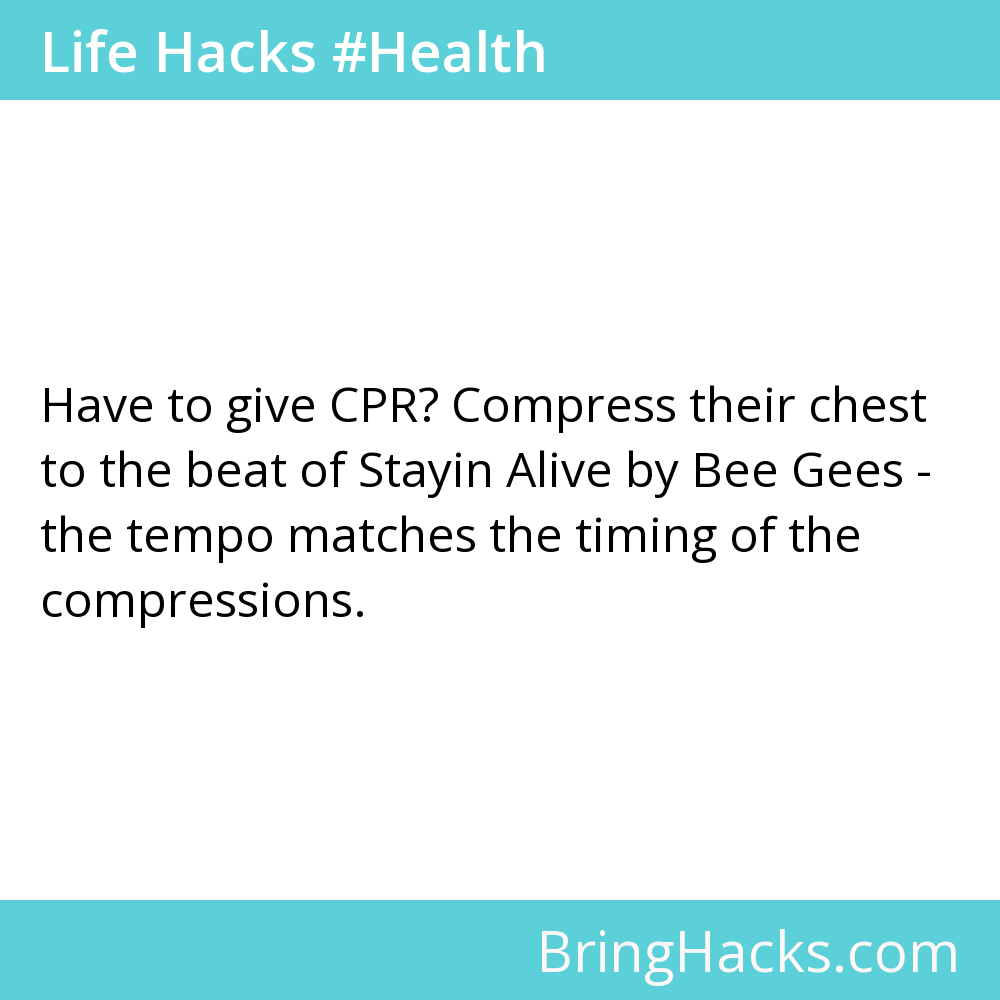 Life Hacks #Health
Have to give CPR? Compress their chest
to the beat of Stayin Alive by Bee Gees -
the tempo matches the timing of the
compressions.
BringHacks.com